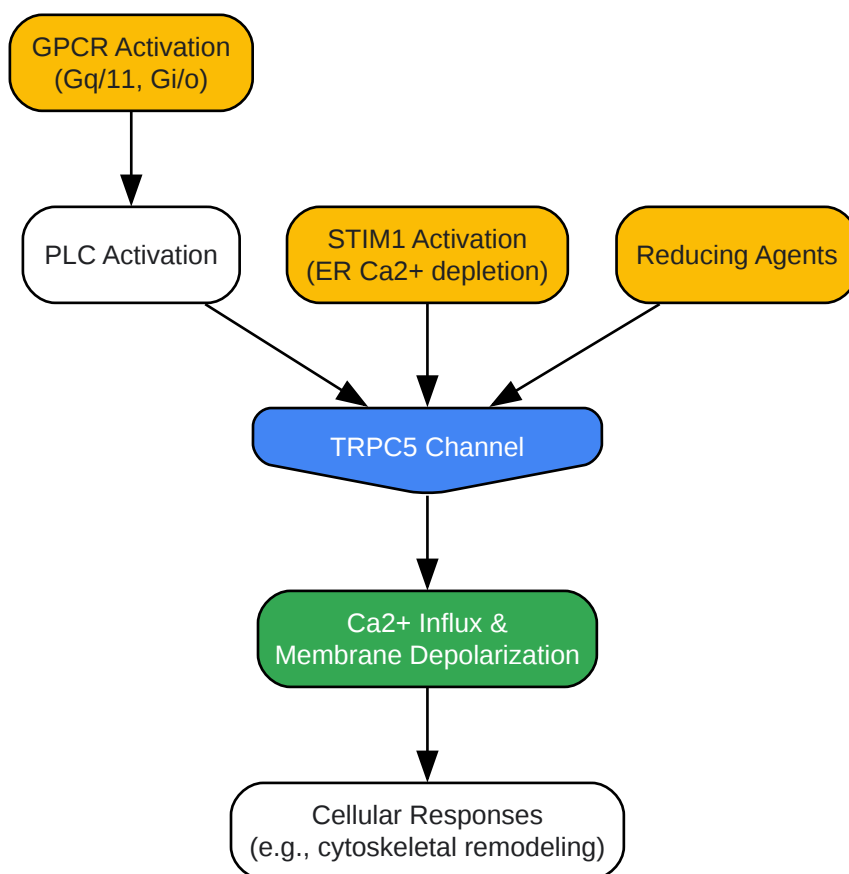 GPCR Activation
(Gq/11, Gi/o)
PLC Activation
STIM1 Activation
(ER Ca2+ depletion)
Reducing Agents
TRPC5 Channel
Ca2+ Influx &
Membrane Depolarization
Cellular Responses
(e.g., cytoskeletal remodeling)